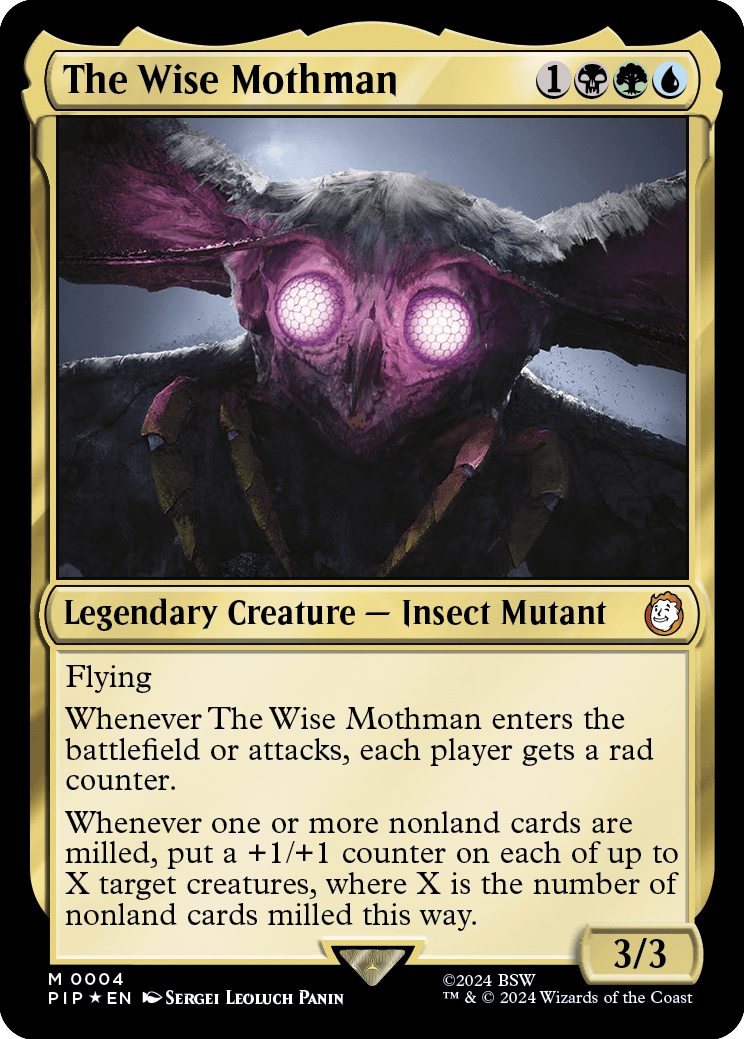 The Wise Mothman 1
Legendary Creature — Insect Mutant
Flying
Whenever The Wise Mothman enters the
battlefield or attacks, each player gets a rad
counter.
Whenever one or more nonland cards are
milled, put a +1/+1 counter on each of up to
X target creatures, where X is the number of
nonland cards milled this way.
3/3
M 0004
PIP ★ EN Sergei Leoluch Panin
©2024 BSW
™ & © 2024 Wizards of the Coast